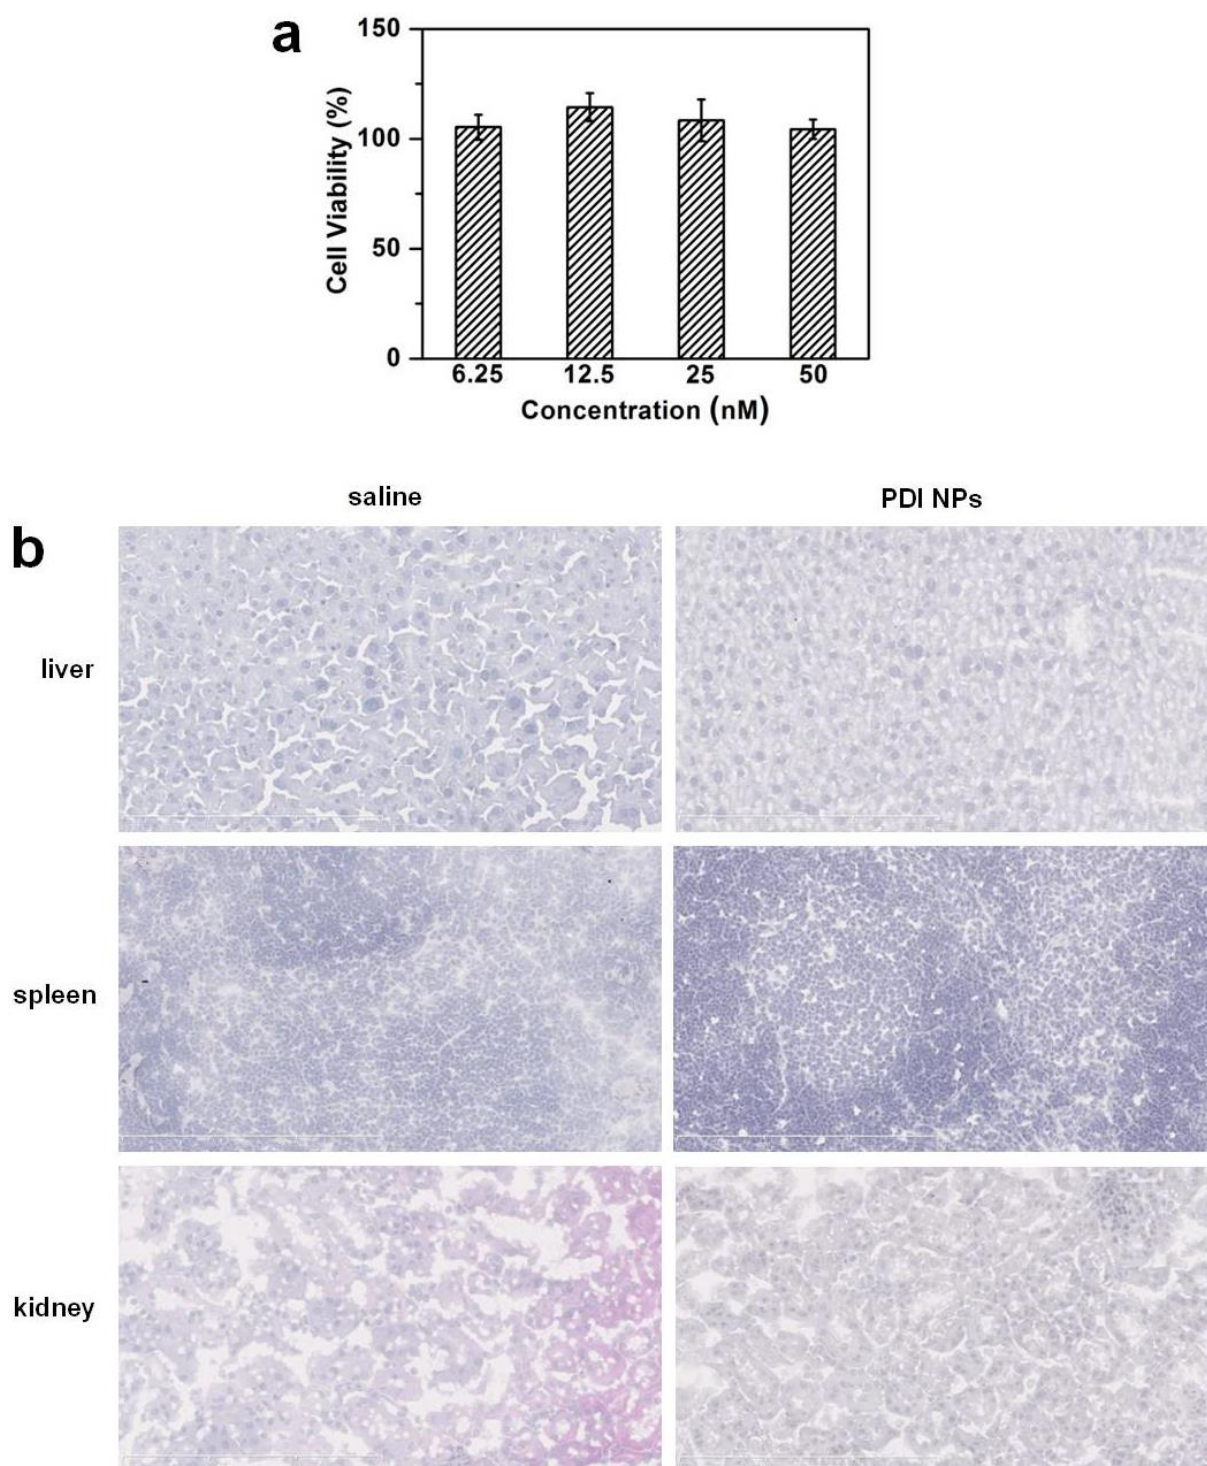 a
150
100
50
0
Cell Viability (%)
6.25 12.5 25 50
Concentration (nM)
saline PDI NPs
b
liver
spleen
kidney